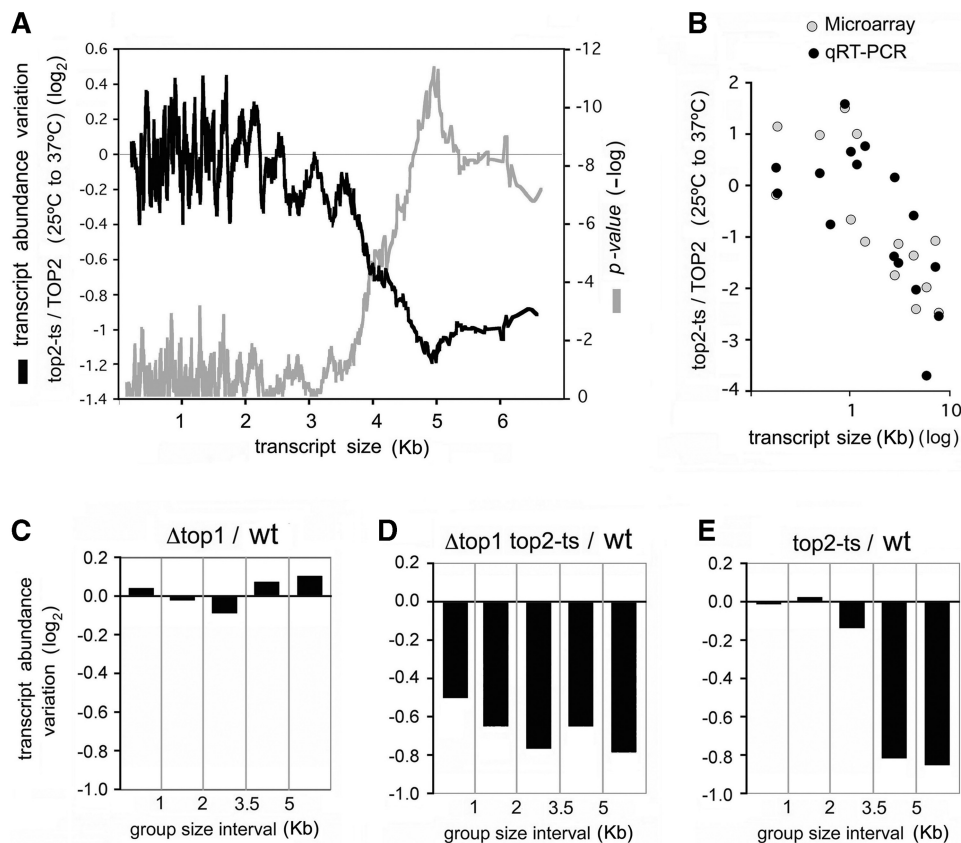 A
transcript abundance variation
top2-ts / TOP2 (25ºC to 37ºC) (log2)
0.6
0.4
0.2
0
-0.2
-0.4
-0.6
-0.8
-1
-1.2
-1.4
-12
-10
-8
-6
-4
-2
0
p-value (–log)
1 2 3 4 5 6
transcript size (Kb)
B
Microarray
qRT-PCR
top2-ts / TOP2 (25ºC to 37ºC)
2
1
0
-1
-2
-3
-4
1 10
transcript size (Kb) (log)
C
Δtop1 / wt
transcript abundance
variation (log2)
0.2
0.0
-0.2
-0.4
-0.6
-0.8
-1.0
1 2 3.5 5
group size interval (Kb)
D
Δtop1 top2-ts / wt
0.2
0.0
-0.2
-0.4
-0.6
-0.8
-1.0
1 2 3.5 5
group size interval (Kb)
E
top2-ts / wt
0.2
0.0
-0.2
-0.4
-0.6
-0.8
-1.0
1 2 3.5 5
group size interval (Kb)